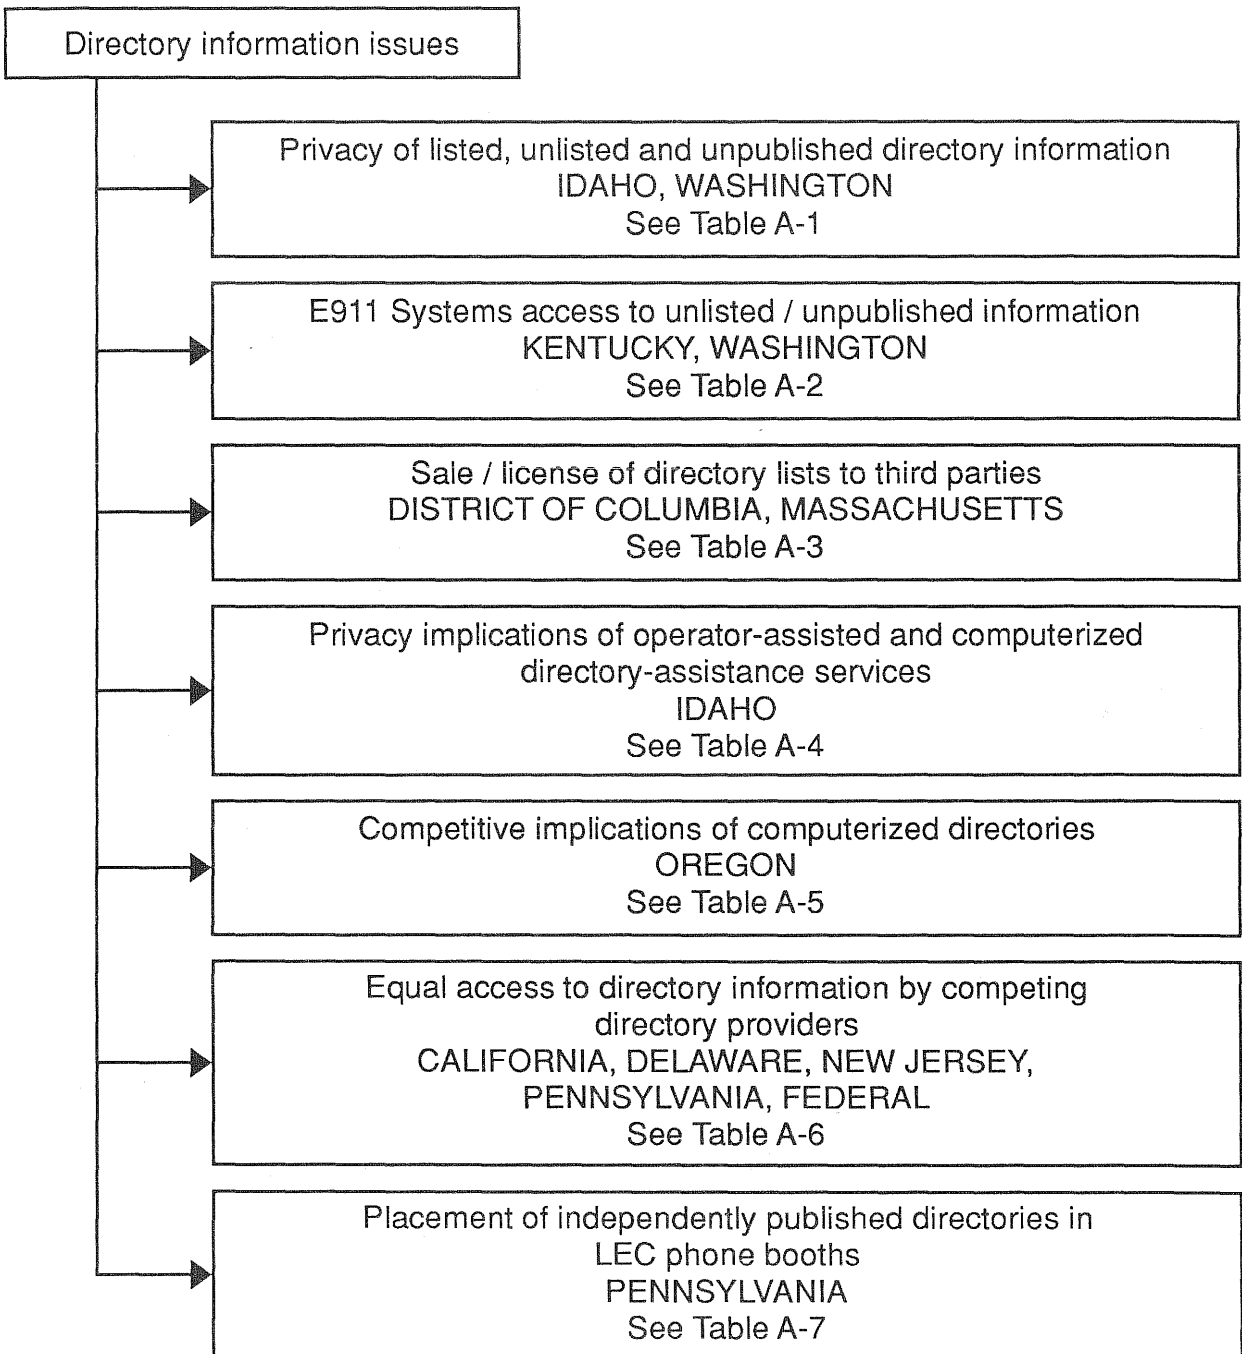 Directory information issues
Privacy of listed, unlisted and unpublished directory information
IDAHO, WASHINGTON
See Table A-1
E911 Systems access to unlisted / unpublished information
KENTUCKY, WASHINGTON
See Table A-2
Sale / license of directory lists to third parties
DISTRICT OF COLUMBIA, MASSACHUSETTS
See Table A-3
Privacy implications of operator-assisted and computerized
directory-assistance services
IDAHO
See Table A-4
Competitive implications of computerized directories
OREGON
See Table A-5
Equal access to directory information by competing
directory providers
CALIFORNIA, DELAWARE, NEW JERSEY,
PENNSYLVANIA, FEDERAL
See Table A-6
Placement of independently published directories in
LEC phone booths
PENNSYLVANIA
See Table A-7